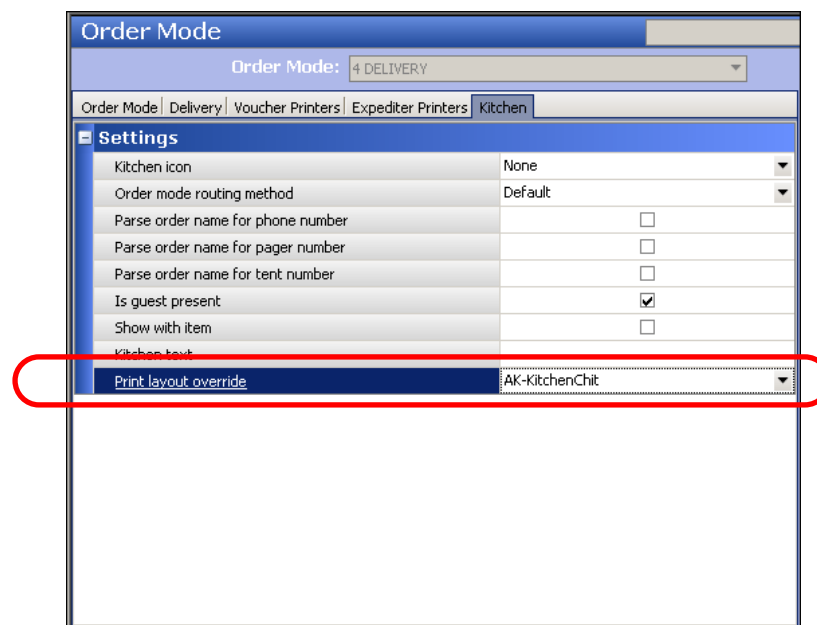 Order Mode
Order Mode: 4 DELIVERY
Order Mode Delivery Voucher Printers Expediter Printers Kitchen
Settings
Kitchen icon None
Order mode routing method Default
Parse order name for phone number
Parse order name for pager number
Parse order name for tent number
Is guest present
Show with item
Kitchen text
Print layout override AK-KitchenChit